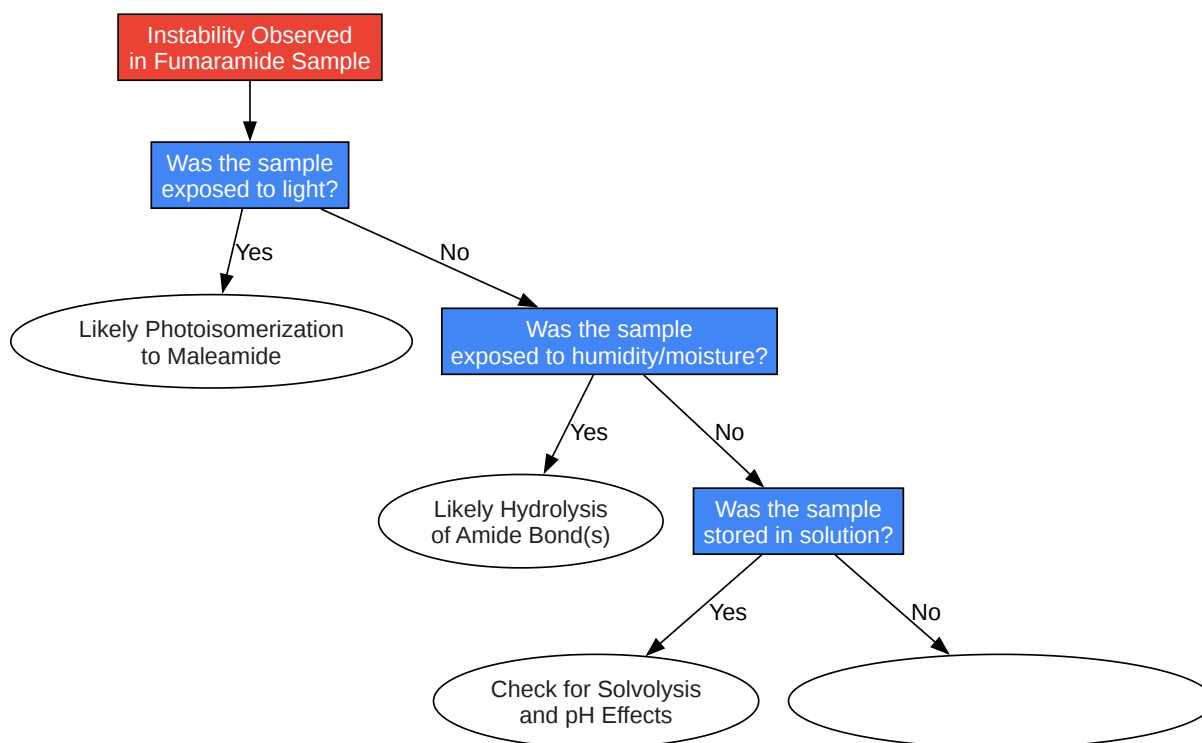 Instability Observed
in Fumaramide Sample
Was the sample
exposed to light?
Yes
No
Likely Photoisomerization
to Maleamide
Was the sample
exposed to humidity/moisture?
Yes
No
Likely Hydrolysis
of Amide Bond(s)
Was the sample
stored in solution?
Yes
No
Check for Solvolysis
and pH Effects